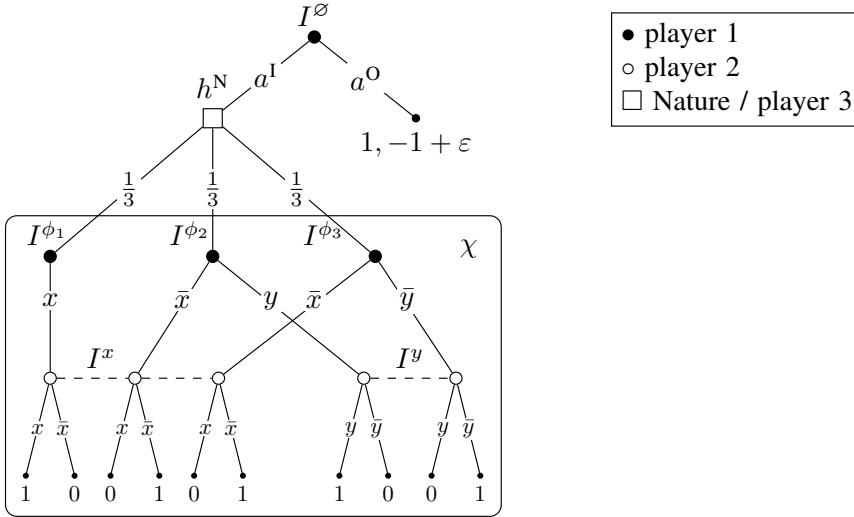 I^∅
a^I a^O
h^N
1, −1 + ε
1/3 1/3 1/3
I^ϕ₁ I^ϕ₂ I^ϕ₃ χ
x x̄ y x̄ ȳ
I^x I^y
x x̄ x x̄ x x̄ y ȳ y ȳ
1 0 0 1 0 1 1 0 0 1
player 1
player 2
Nature / player 3